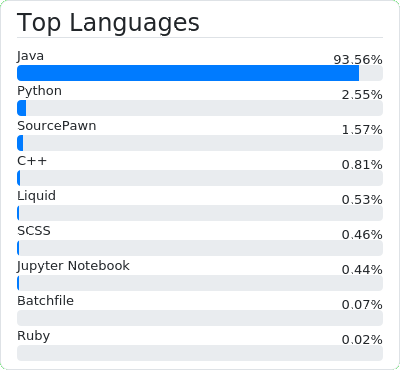 Top Languages
Java 93.56%
Python 2.55%
SourcePawn 1.57%
C++ 0.81%
Liquid 0.53%
SCSS 0.46%
Jupyter Notebook 0.44%
Batchfile 0.07%
Ruby 0.02%